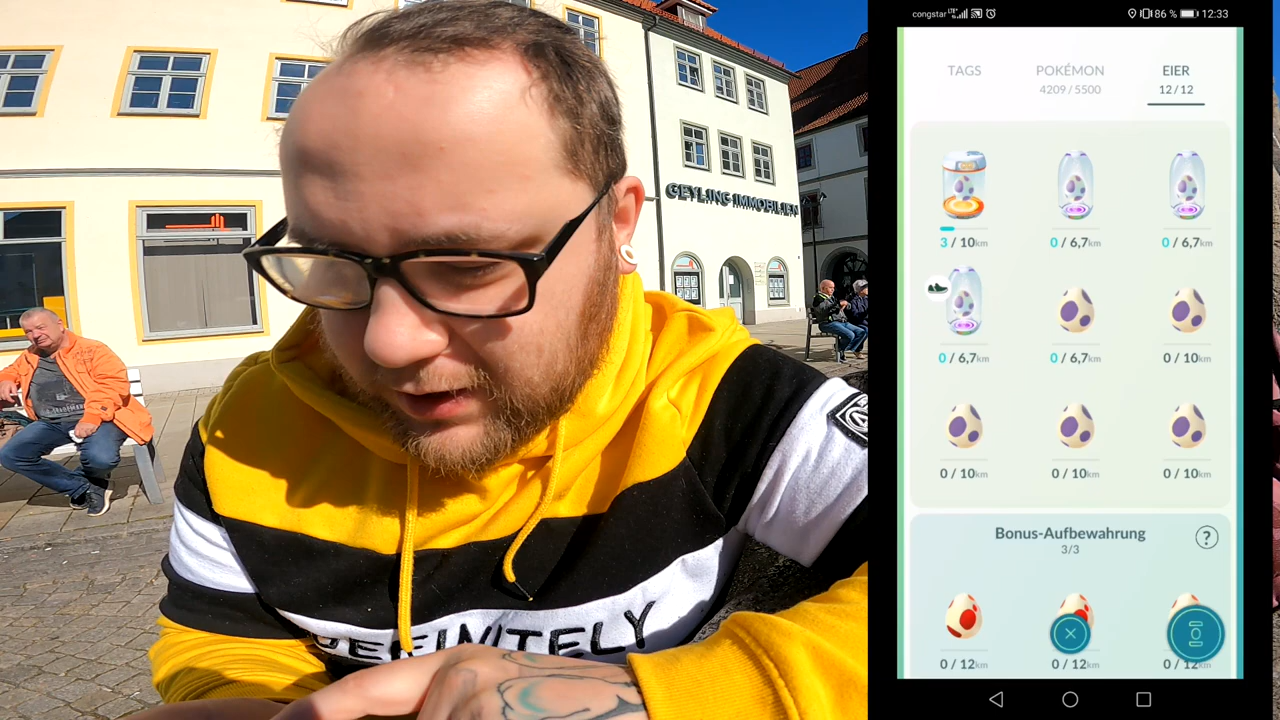 GEYLING IMMOBILIEN
DEFINITELY
congstar
86 % 12:33
TAGS
POKÉMON
4209 / 5500
EIER
12 / 12
3 / 10km
0 / 6,7km
0 / 6,7km
0 / 6,7km
0 / 6,7km
0 / 10km
0 / 10km
0 / 10km
0 / 10km
Bonus-Aufbewahrung
3/3
?
0 / 12km
0 / 12km
0 / 12km